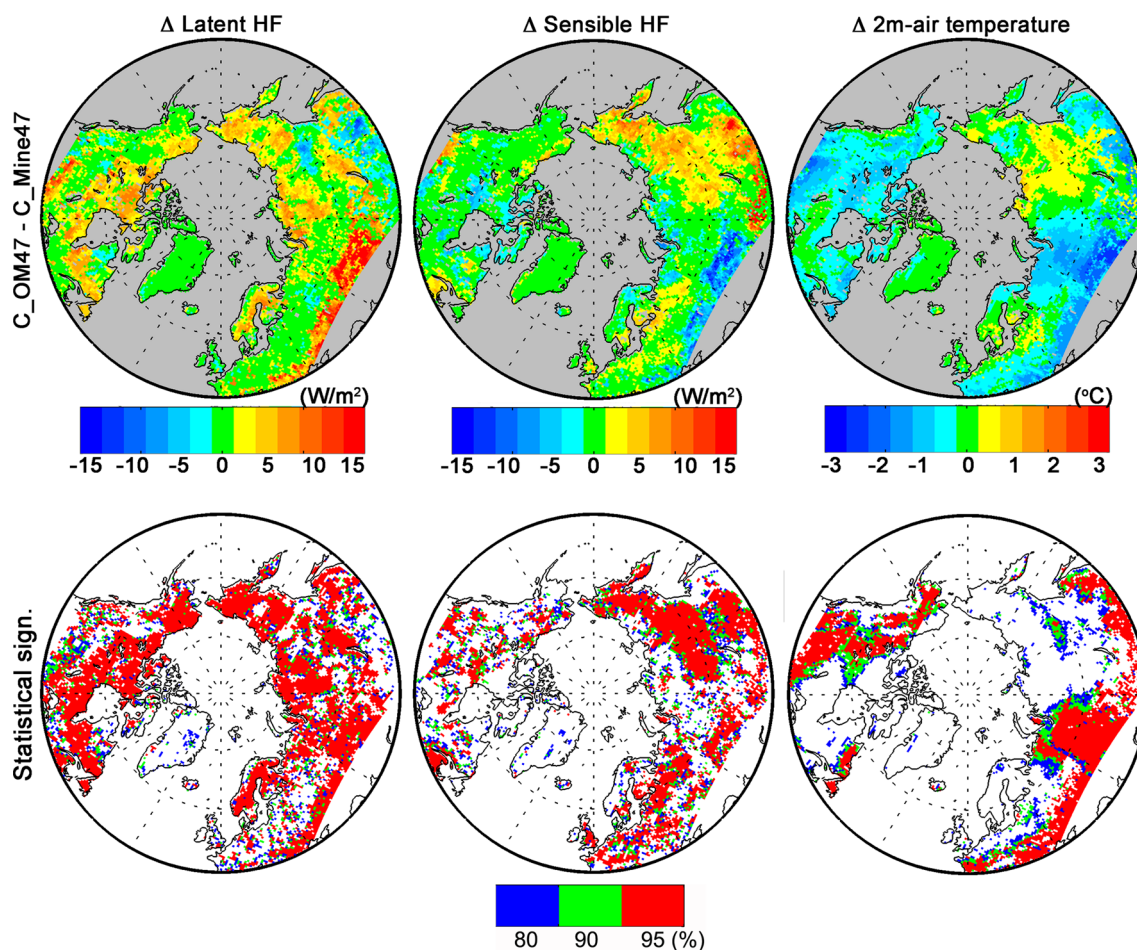 Δ Latent HF
Δ Sensible HF
Δ 2m-air temperature
C_OM47 - C_Mine47
(W/m²)
(W/m²)
(°C)
-15 -10 -5 0 5 10 15
-15 -10 -5 0 5 10 15
-3 -2 -1 0 1 2 3
Statistical sign.
80 90 95 (%)